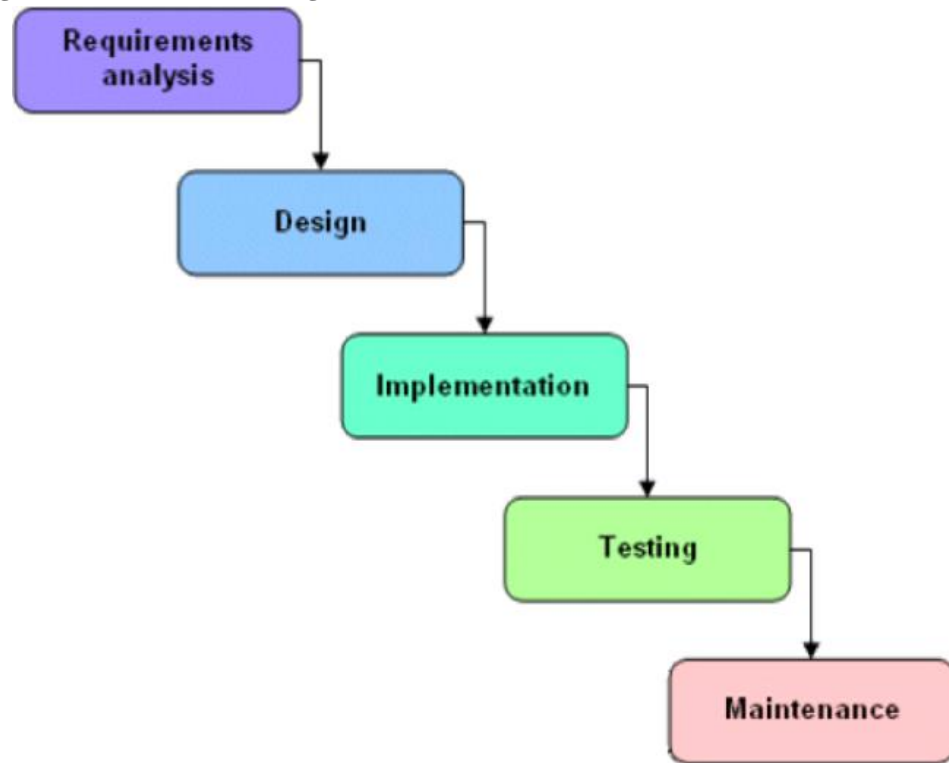 Requirements
analysis
Design
Implementation
Testing
Maintenance